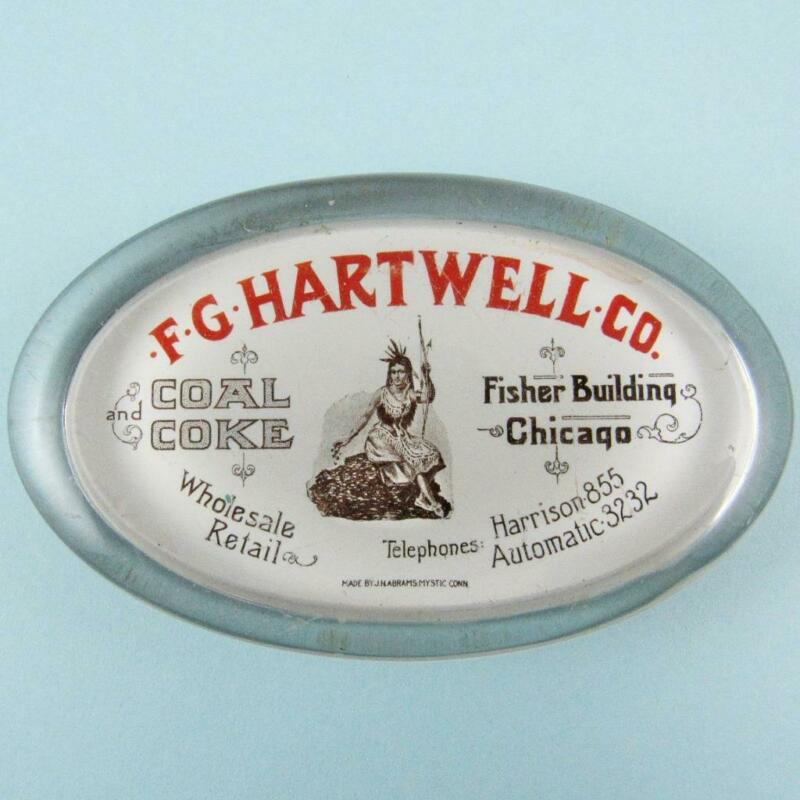 ·F·G·HARTWELL·CO.
COAL
and
COKE
Fisher Building
Chicago
Wholesale
Retail
Telephones: Harrison·855
Automatic·3232
MADE BY J.N.ABRAMS·MYSTIC CONN.